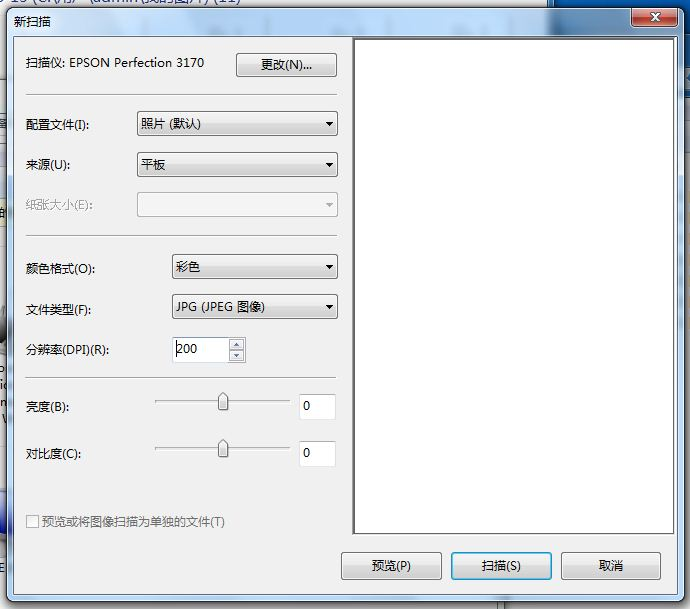 新扫描
扫描仪: EPSON Perfection 3170
更改(N)...
配置文件(I):
照片 (默认)
来源(U):
平板
纸张大小(E):
颜色格式(O):
彩色
文件类型(F):
JPG (JPEG 图像)
分辨率(DPI)(R):
200
亮度(B):
0
对比度(C):
0
预览或将图像扫描为单独的文件(T)
预览(P)
扫描(S)
取消